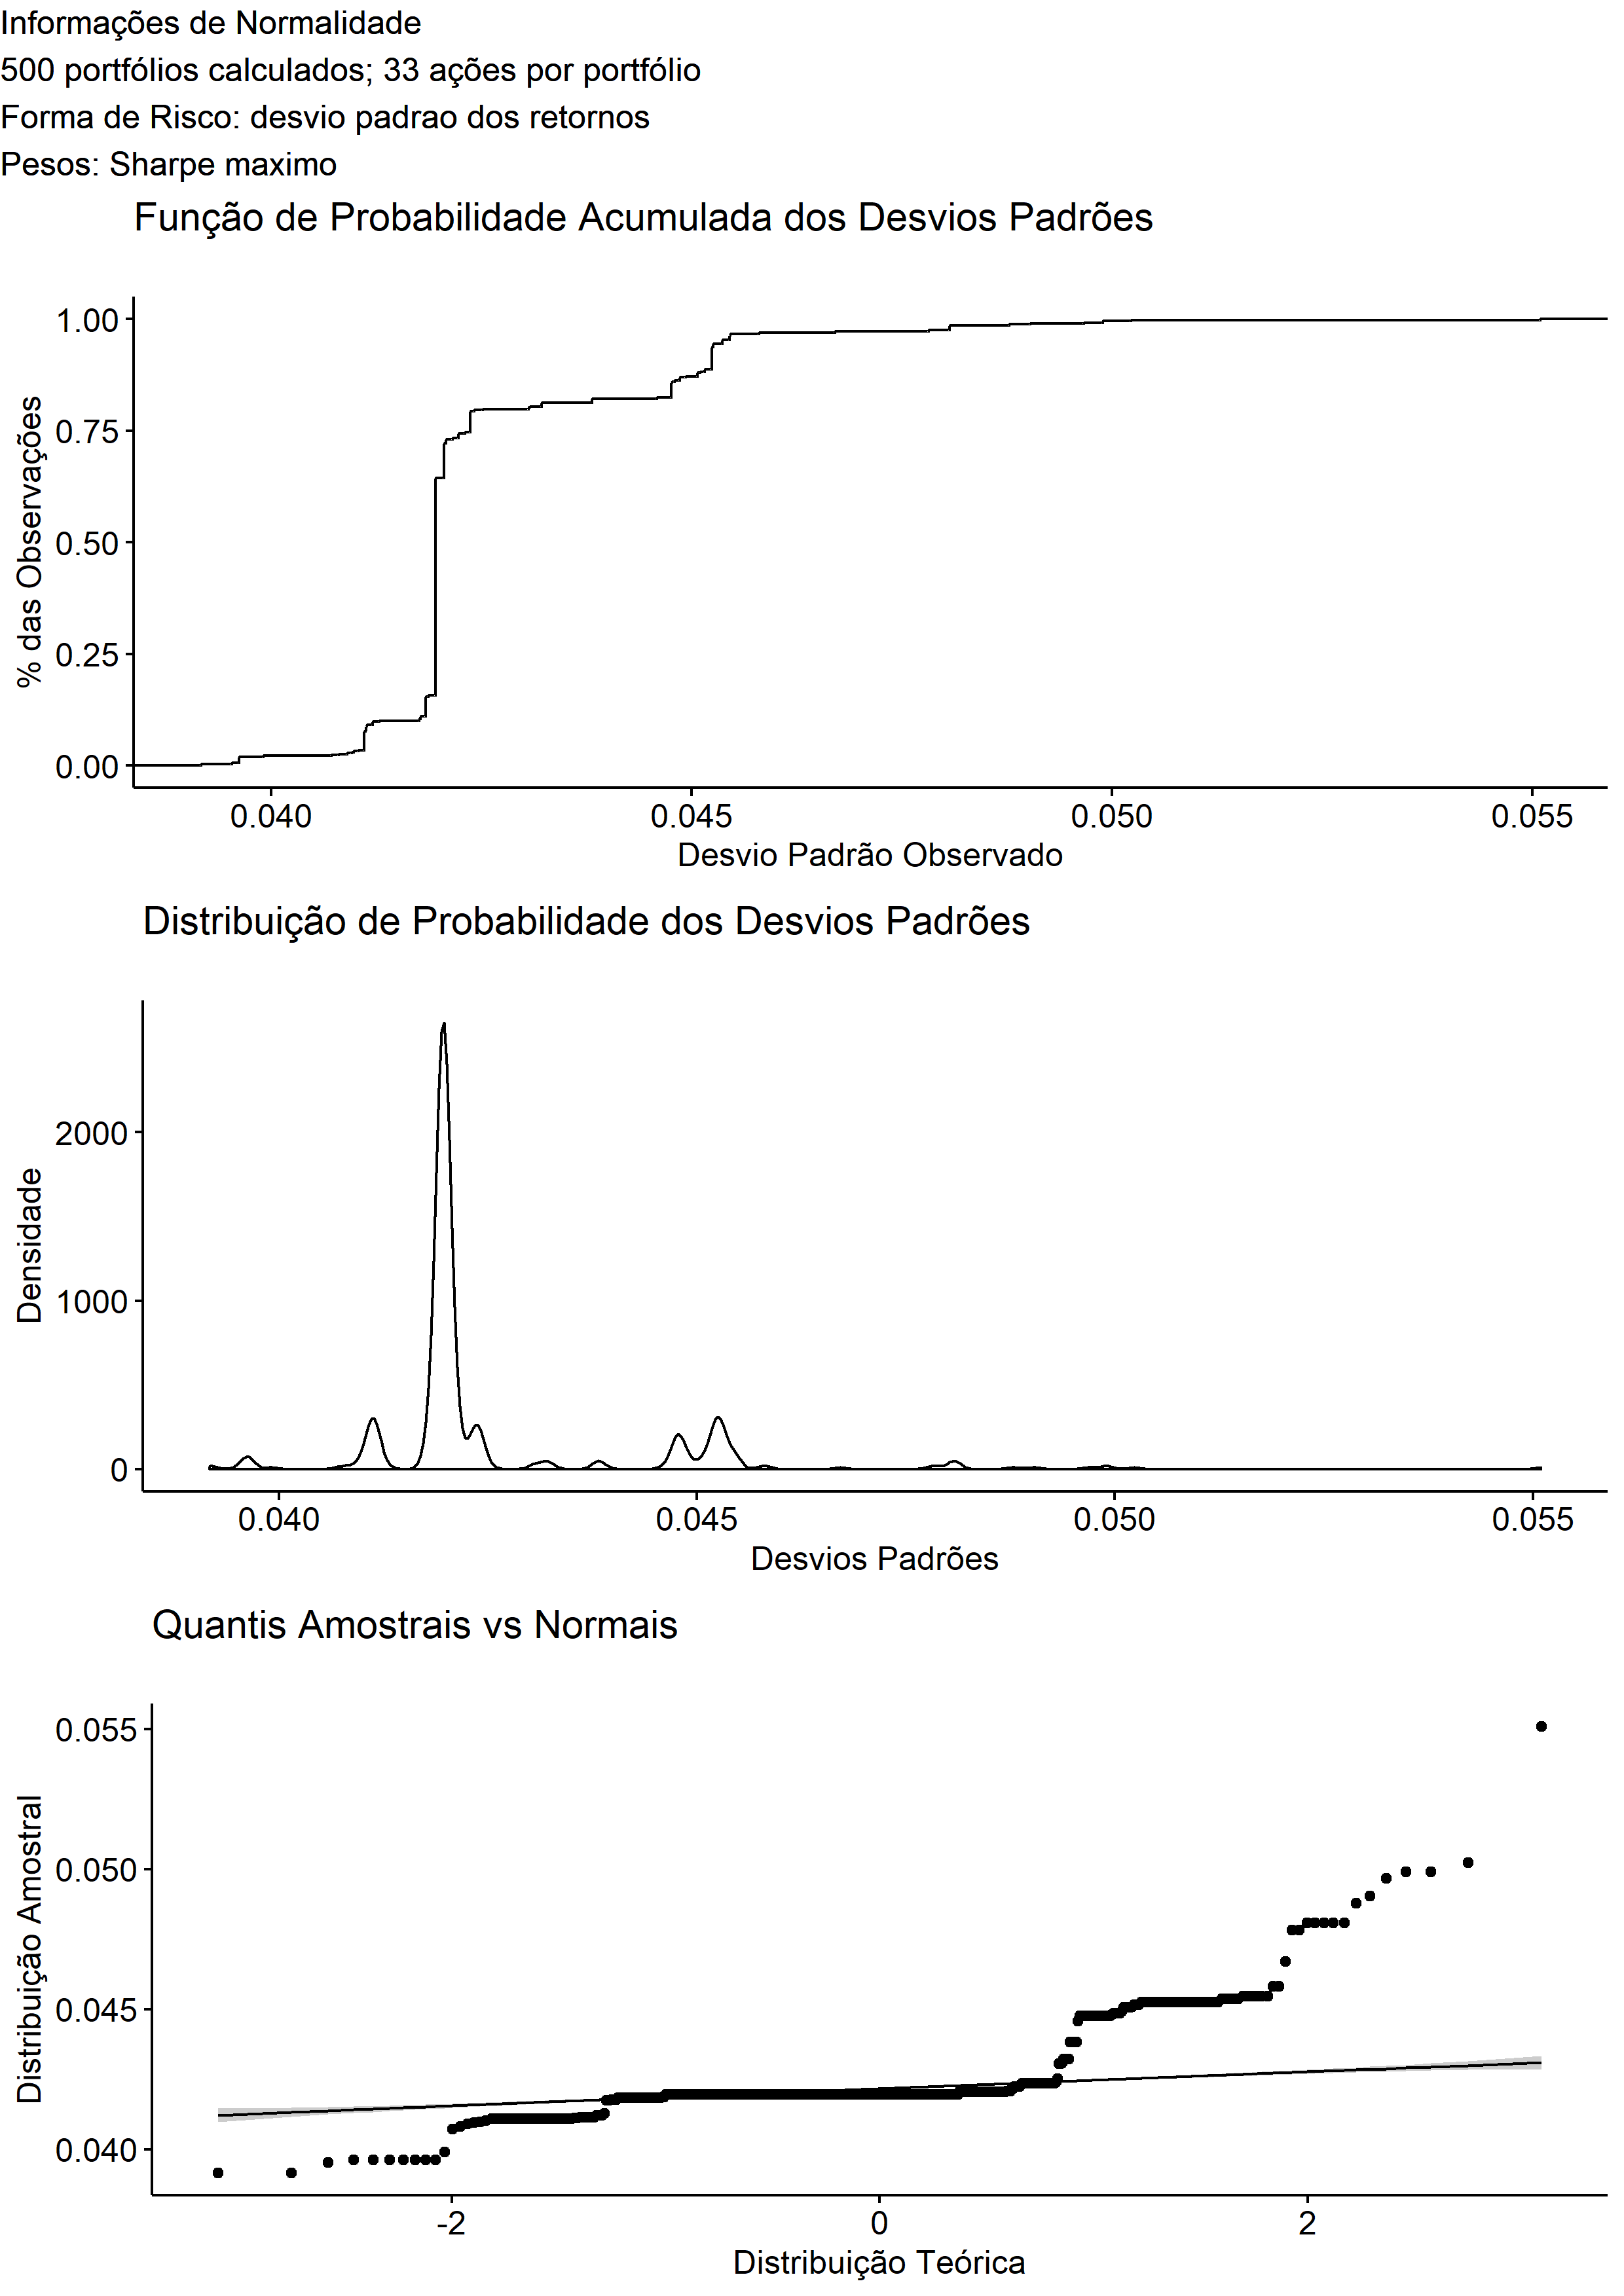 Informações de Normalidade
500 portfólios calculados; 33 ações por portfólio
Forma de Risco: desvio padrao dos retornos
Pesos: Sharpe maximo
Função de Probabilidade Acumulada dos Desvios Padrões
% das Observações
1.00
0.75
0.50
0.25
0.00
0.040 0.045 0.050 0.055
Desvio Padrão Observado
Distribuição de Probabilidade dos Desvios Padrões
Densidade
2000
1000
0
0.040 0.045 0.050 0.055
Desvios Padrões
Quantis Amostrais vs Normais
Distribuição Amostral
0.055
0.050
0.045
0.040
-2 0 2
Distribuição Teórica